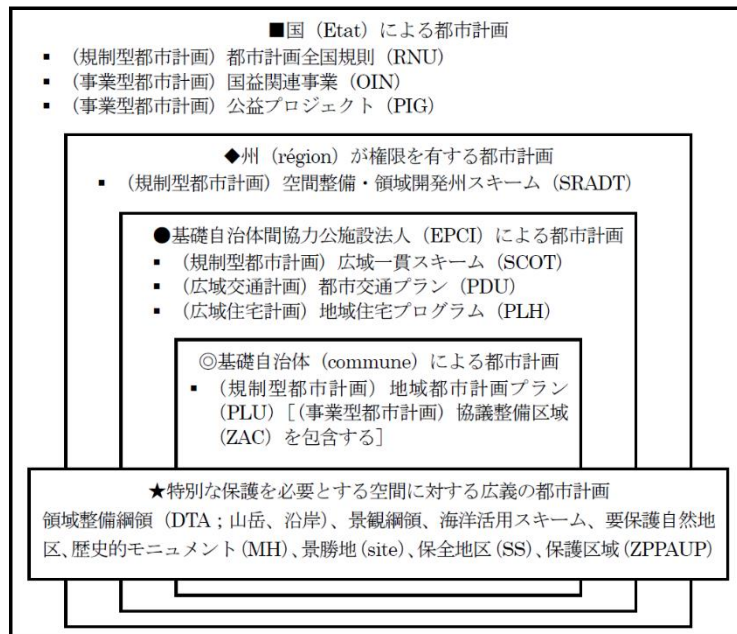 ■国（Etat）による都市計画
▪ （規制型都市計画）都市計画全国規則（RNU）
▪ （事業型都市計画）国益関連事業（OIN）
▪ （事業型都市計画）公益プロジェクト（PIG）
◆州（région）が権限を有する都市計画
▪ （規制型都市計画）空間整備・領域開発州スキーム（SRADT）
●基礎自治体間協力公施設法人（EPCI）による都市計画
▪ （規制型都市計画）広域一貫スキーム（SCOT）
▪ （広域交通計画）都市交通プラン（PDU）
▪ （広域住宅計画）地域住宅プログラム（PLH）
◎基礎自治体（commune）による都市計画
▪ （規制型都市計画）地域都市計画プラン
（PLU）［（事業型都市計画）協議整備区域
（ZAC）を包含する］
★特別な保護を必要とする空間に対する広義の都市計画
領域整備綱領（DTA；山岳、沿岸）、景観綱領、海洋活用スキーム、要保護自然地
区、歴史的モニュメント（MH）、景勝地（site）、保全地区（SS）、保護区域（ZPPAUP）